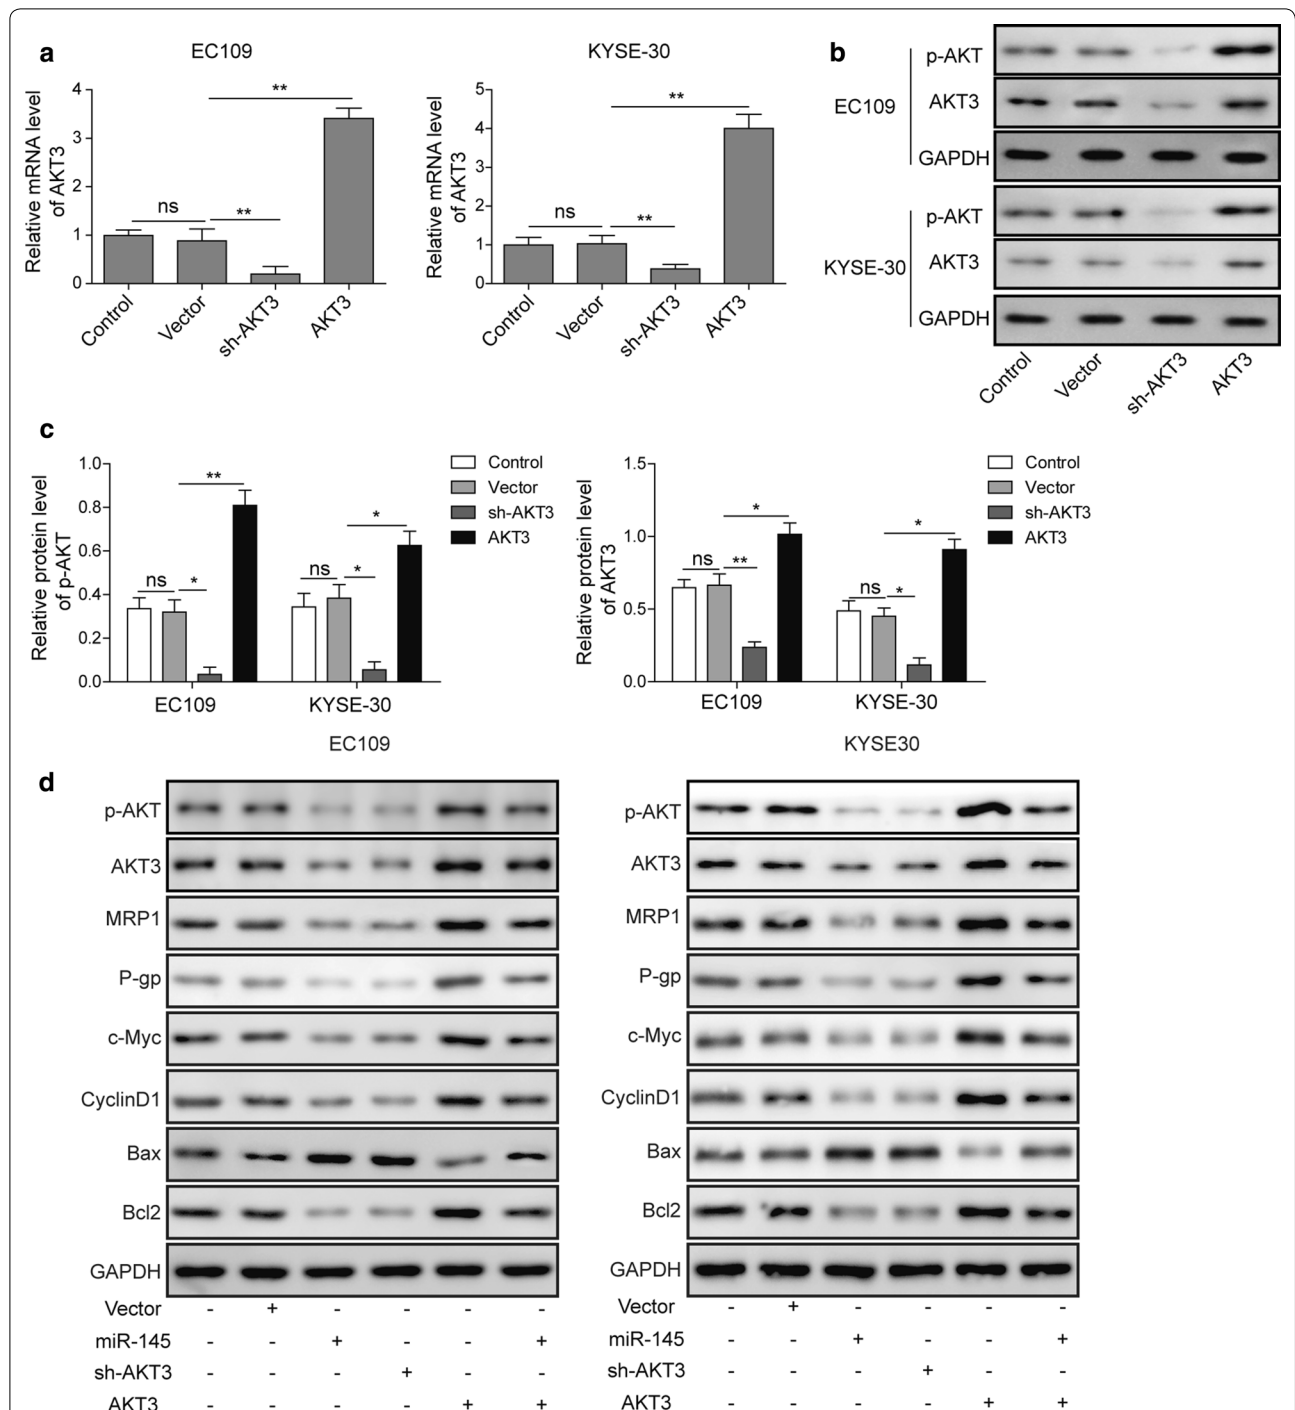 a
EC109
Relative mRNA level
of AKT3
4
3
2
1
0
ns
**
**
Control
Vector
sh-AKT3
AKT3
KYSE-30
Relative mRNA level
of AKT3
5
4
3
2
1
0
ns
**
**
Control
Vector
sh-AKT3
AKT3
b
EC109
p-AKT
AKT3
GAPDH
KYSE-30
p-AKT
AKT3
GAPDH
Control
Vector
sh-AKT3
AKT3
c
Relative protein level
of p-AKT
1.0
0.8
0.6
0.4
0.2
0.0
ns
*
**
ns
*
*
EC109
KYSE-30
Control
Vector
sh-AKT3
AKT3
Relative protein level
of AKT3
1.5
1.0
0.5
0.0
ns
**
*
ns
*
*
EC109
KYSE-30
Control
Vector
sh-AKT3
AKT3
d
EC109
p-AKT
AKT3
MRP1
P-gp
c-Myc
CyclinD1
Bax
Bcl2
GAPDH
Vector - + - - - -
miR-145 - - + - - +
sh-AKT3 - - - + - -
AKT3 - - - - + +
KYSE30
p-AKT
AKT3
MRP1
P-gp
c-Myc
CyclinD1
Bax
Bcl2
GAPDH
Vector - + - - - -
miR-145 - - + - - +
sh-AKT3 - - - + - -
AKT3 - - - - + +